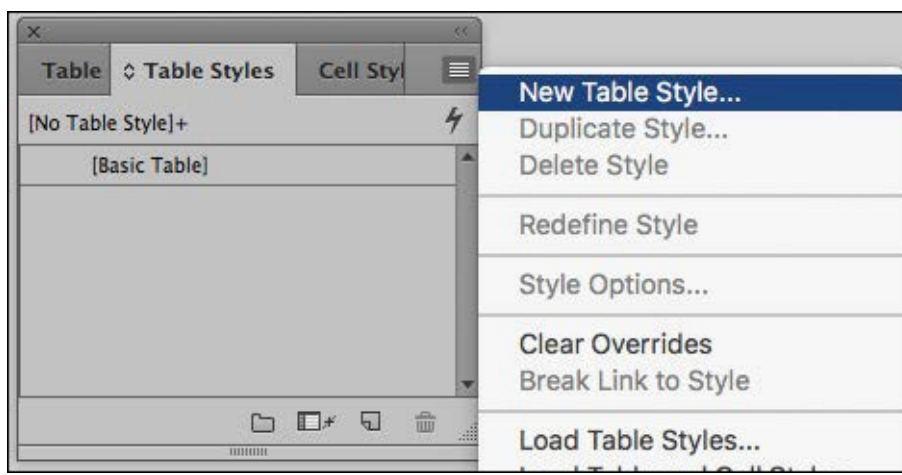 Table
Table Styles
Cell Styl
[No Table Style]+
[Basic Table]
New Table Style...
Duplicate Style...
Delete Style
Redefine Style
Style Options...
Clear Overrides
Break Link to Style
Load Table Styles...